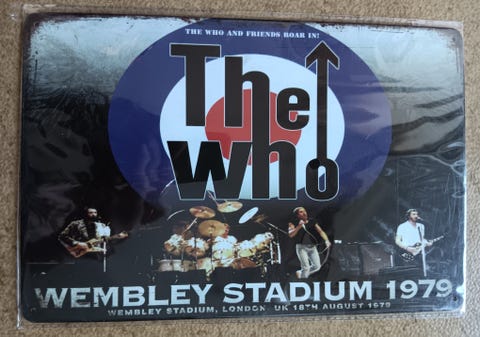 THE WHO AND FRIENDS ROAR IN!
The
Who
WEMBLEY STADIUM 1979
WEMBLEY STADIUM, LONDON UK 18TH AUGUST 1979